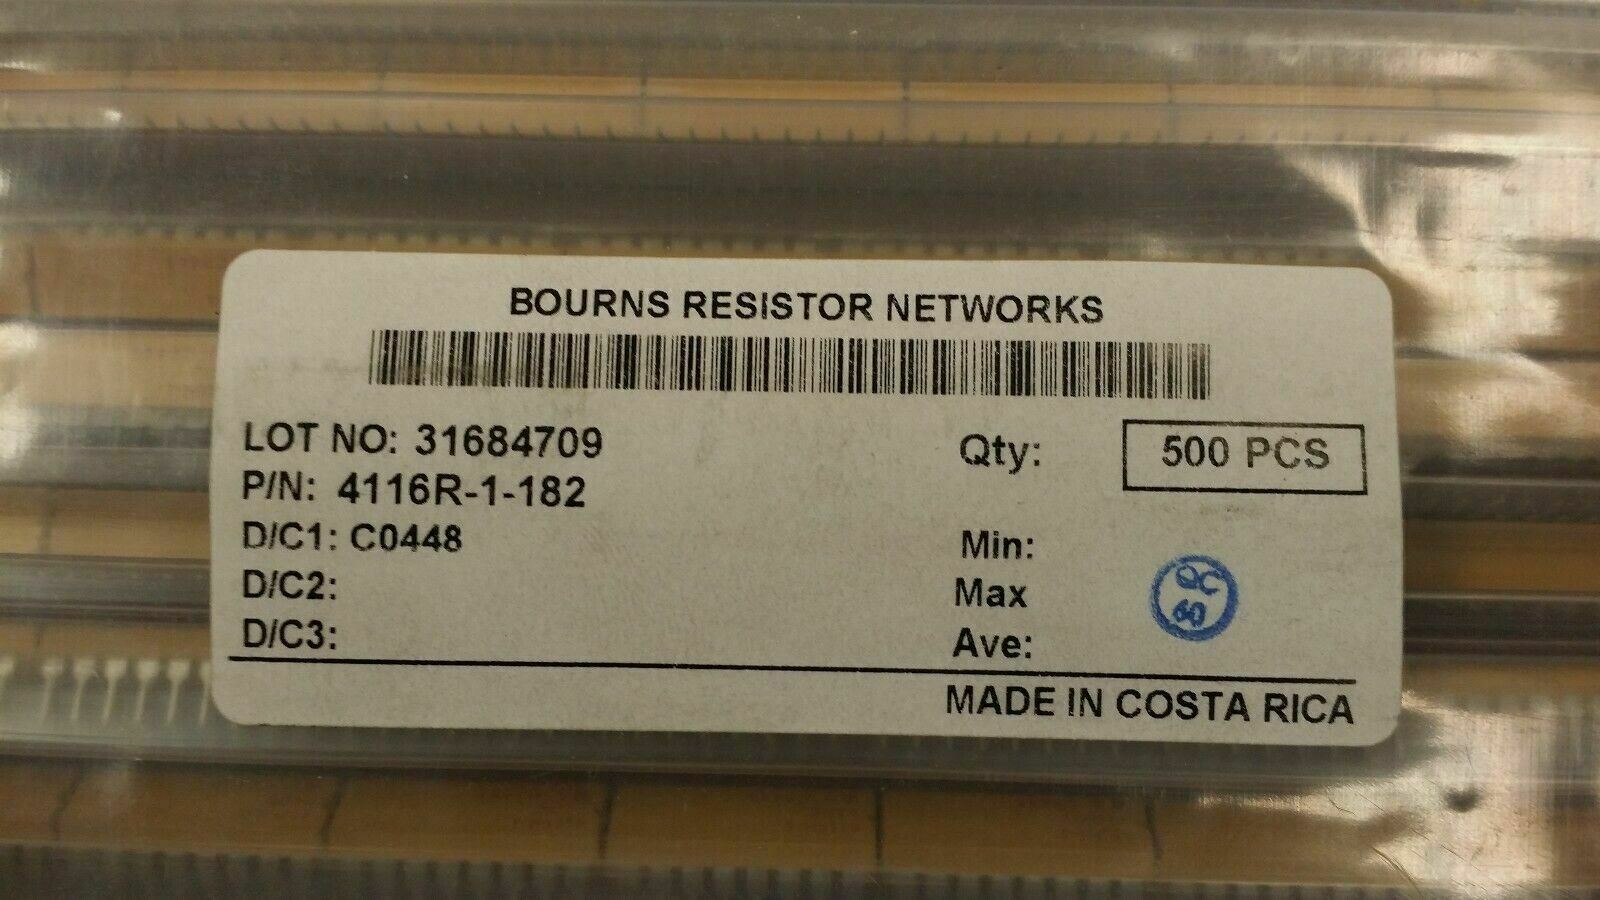 BOURNS RESISTOR NETWORKS
LOT NO: 31684709
Qty: 500 PCS
P/N: 4116R-1-182
D/C1: C0448
Min:
D/C2:
Max
QC
D/C3:
Ave:
MADE IN COSTA RICA